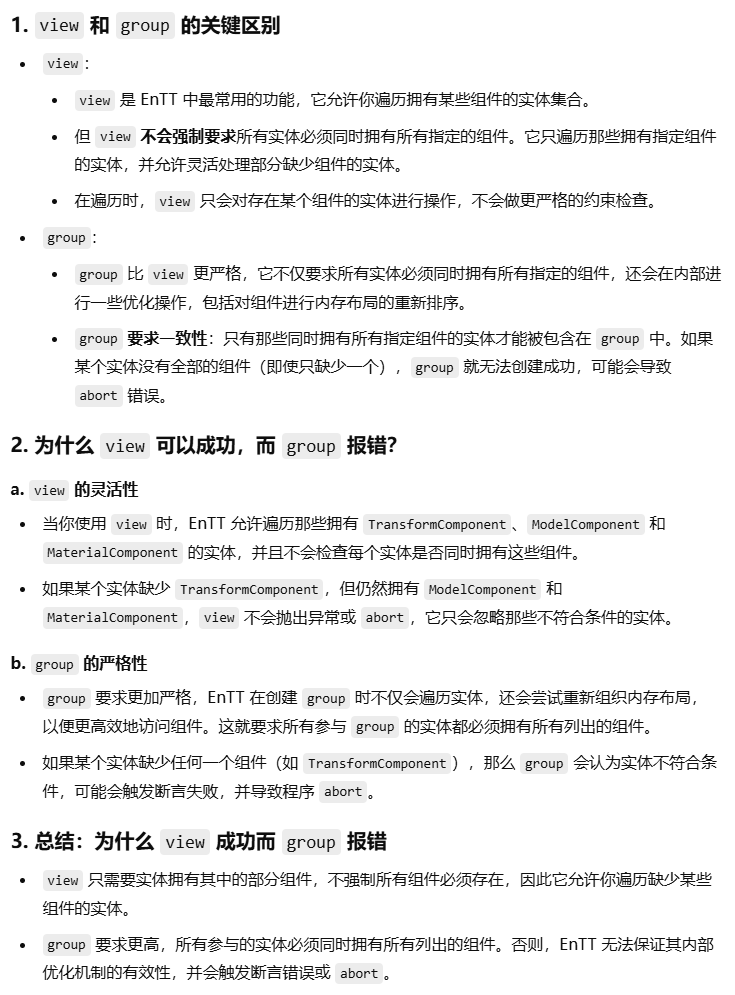 1. view 和 group 的关键区别
• view：
• view 是 EnTT 中最常用的功能，它允许你遍历拥有某些组件的实体集合。
• 但 view 不会强制要求所有实体必须同时拥有所有指定的组件。它只遍历那些拥有指定组件
的实体，并允许灵活处理部分缺少组件的实体。
• 在遍历时，view 只会对存在某个组件的实体进行操作，不会做更严格的约束检查。
• group：
• group 比 view 更严格，它不仅要求所有实体必须同时拥有所有指定的组件，还会在内部进
行一些优化操作，包括对组件进行内存布局的重新排序。
• group 要求一致性：只有那些同时拥有所有指定组件的实体才能被包含在 group 中。如果
某个实体没有全部的组件（即使只缺少一个），group 就无法创建成功，可能会导致
abort 错误。
2. 为什么 view 可以成功，而 group 报错？
a. view 的灵活性
• 当你使用 view 时，EnTT 允许遍历那些拥有 TransformComponent、ModelComponent 和
MaterialComponent 的实体，并且不会检查每个实体是否同时拥有这些组件。
• 如果某个实体缺少 TransformComponent，但仍然拥有 ModelComponent 和
MaterialComponent，view 不会抛出异常或 abort，它只会忽略那些不符合条件的实体。
b. group 的严格性
• group 要求更加严格，EnTT 在创建 group 时不仅会遍历实体，还会尝试重新组织内存布局，
以便更高效地访问组件。这就要求所有参与 group 的实体都必须拥有所有列出的组件。
• 如果某个实体缺少任何一个组件（如 TransformComponent），那么 group 会认为实体不符合条
件，可能会触发断言失败，并导致程序 abort。
3. 总结：为什么 view 成功而 group 报错
• view 只需要实体拥有其中的部分组件，不强制所有组件必须存在，因此它允许你遍历缺少某些
组件的实体。
• group 要求更高，所有参与的实体必须同时拥有所有列出的组件。否则，EnTT 无法保证其内部
优化机制的有效性，并会触发断言错误或 abort。